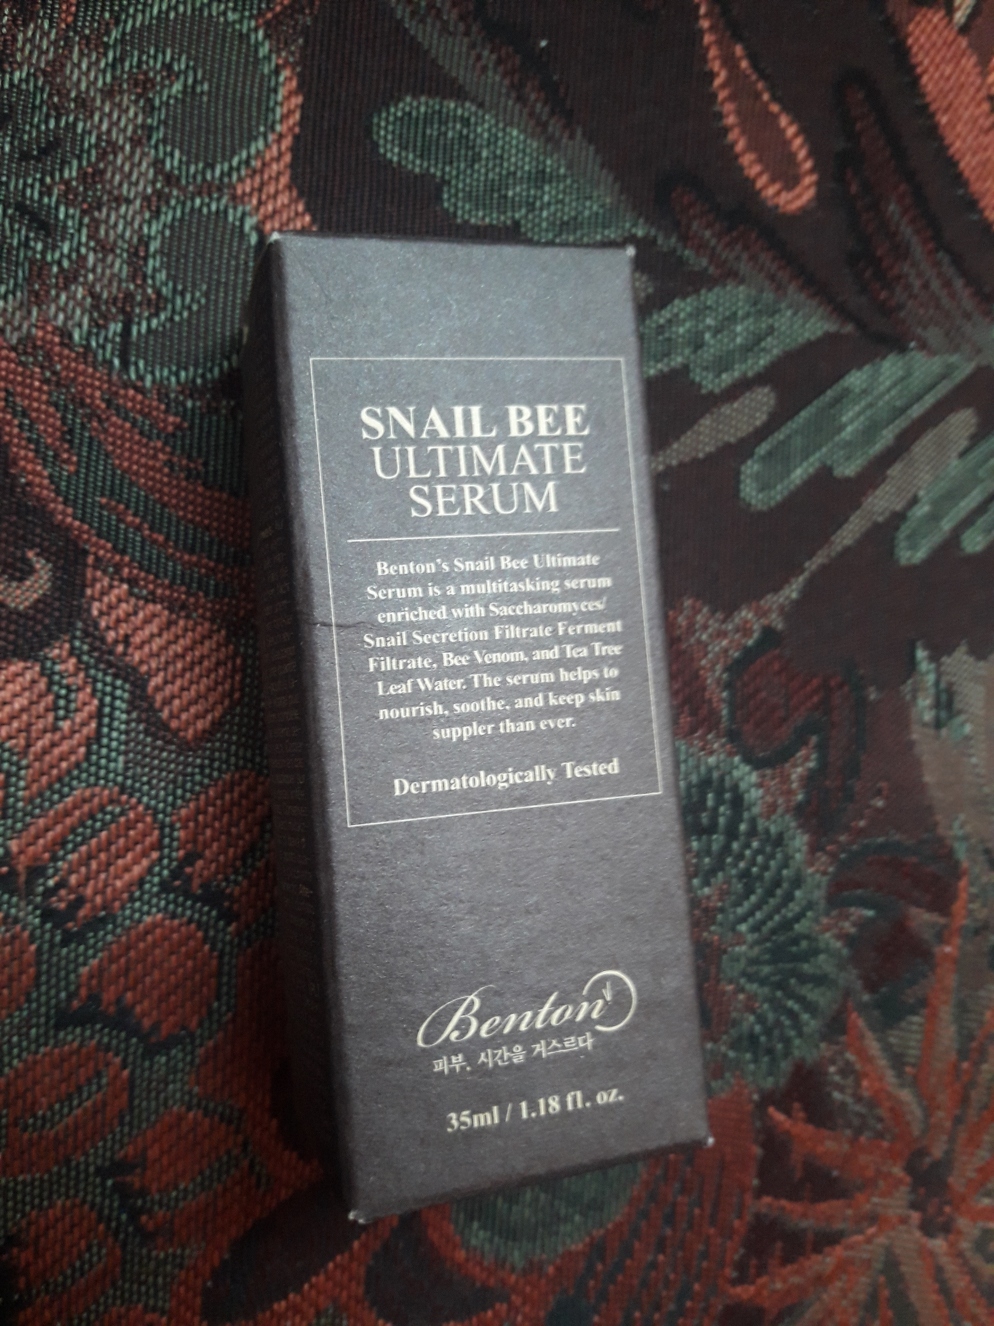 SNAIL BEE
ULTIMATE
SERUM
Benton's Snail Bee Ultimate
Serum is a multitasking serum
enriched with Saccharomyces/
Snail Secretion Filtrate Ferment
Filtrate, Bee Venom, and Tea Tree
Leaf Water. The serum helps to
nourish, soothe, and keep skin
suppler than ever.
Dermatologically Tested
Benton
피부, 시간을 거스르다
35ml / 1.18 fl. oz.